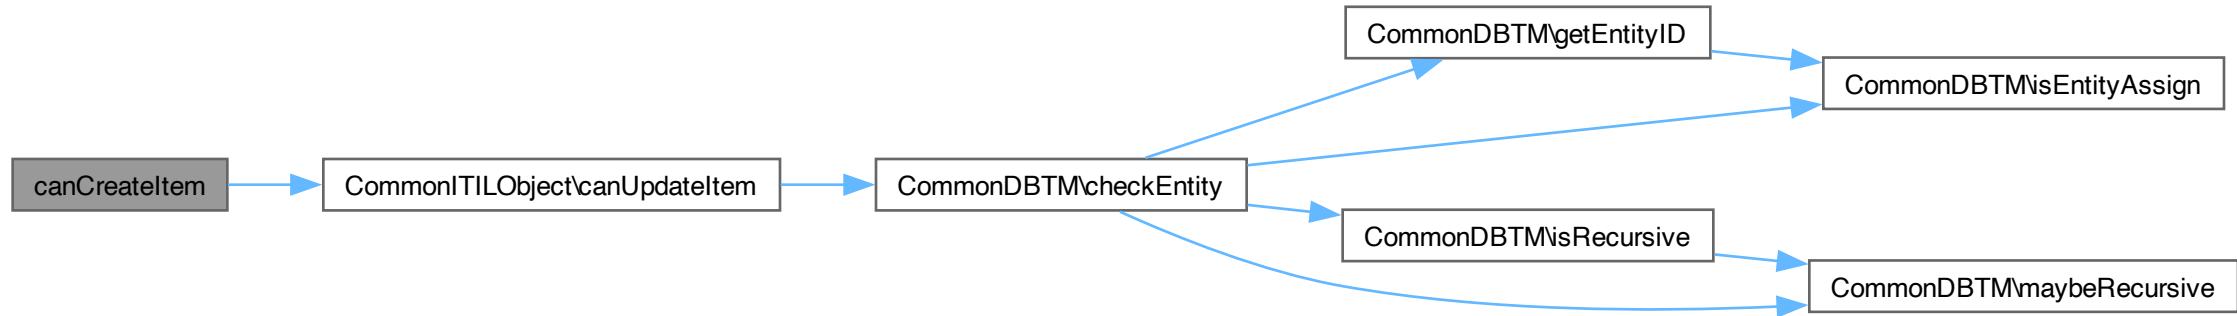 canCreateItem
CommonITILObject\canUpdateItem
CommonDBTM\checkEntity
CommonDBTM\getEntityID
CommonDBTM\isEntityAssign
CommonDBTM\isRecursive
CommonDBTM\maybeRecursive